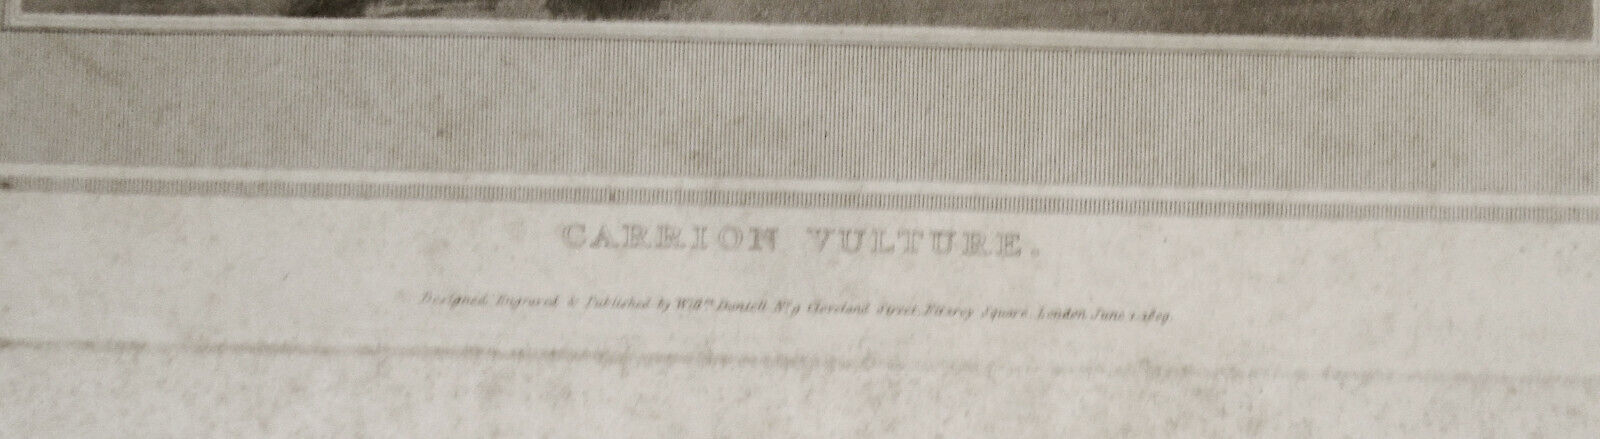 CARRION VULTURE.
Designed, Engraved & Published by Willm. Daniell No. 9 Cleveland Street, Fitzroy Square, London June 1. 1809.